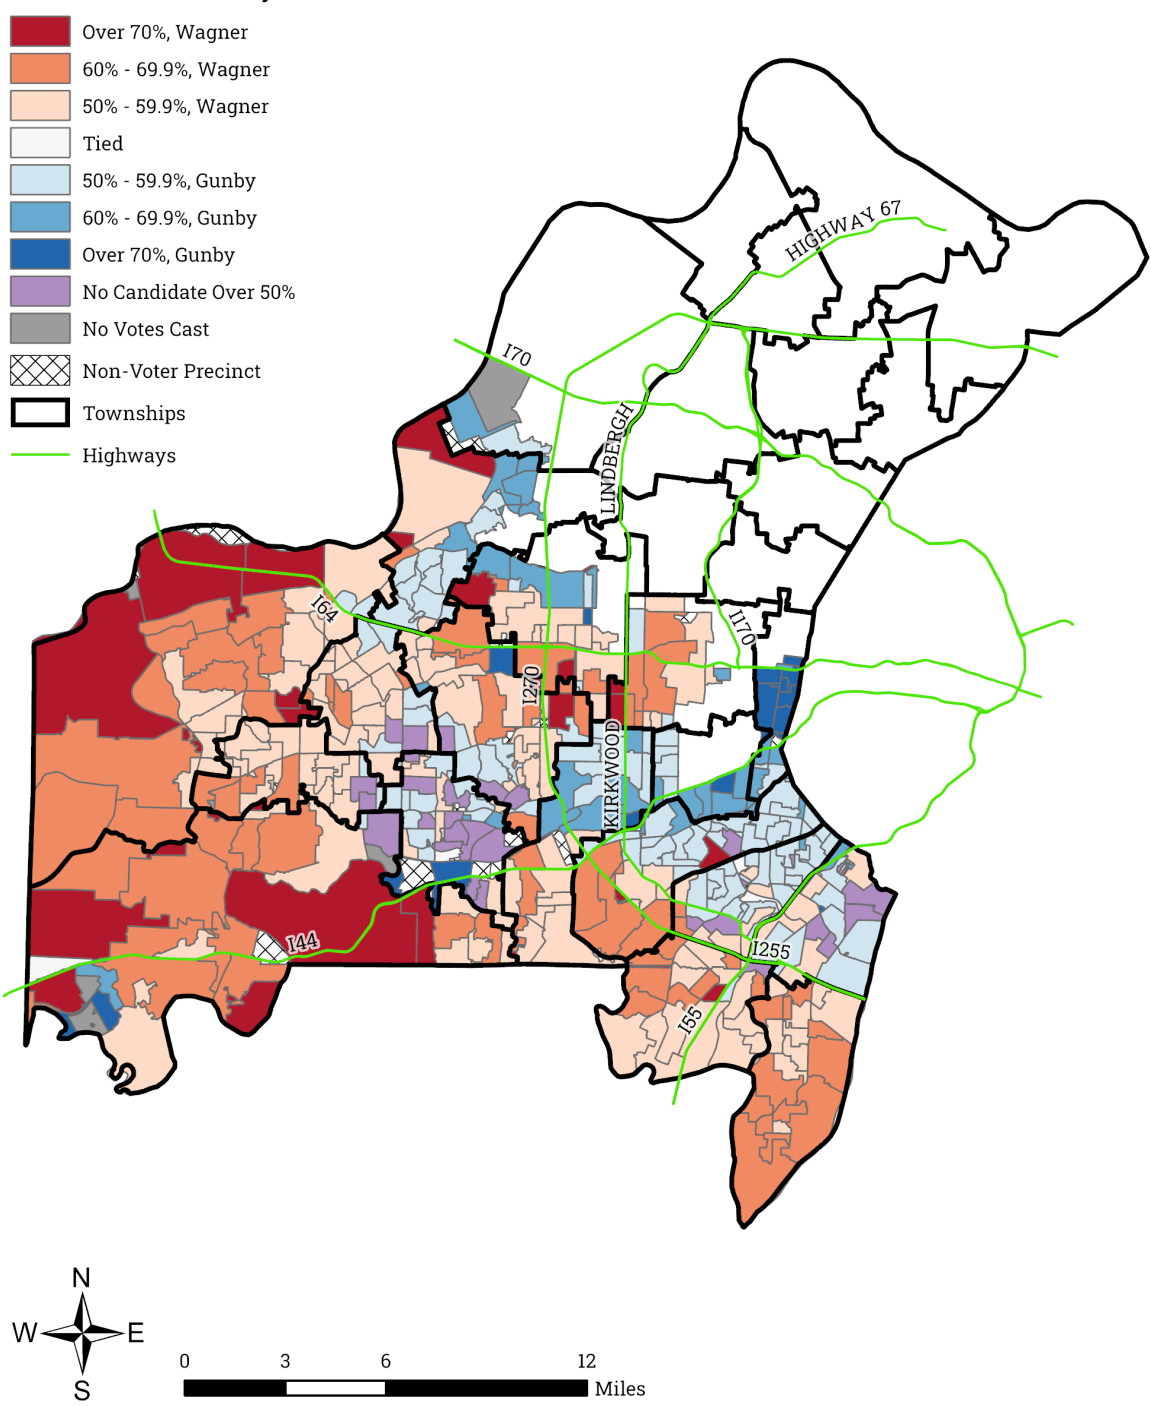 Over 70%, Wagner
60% - 69.9%, Wagner
50% - 59.9%, Wagner
Tied
50% - 59.9%, Gunby
60% - 69.9%, Gunby
Over 70%, Gunby
No Candidate Over 50%
No Votes Cast
Non-Voter Precinct
Townships
Highways
HIGHWAY 67
I70
LINDBERGH
I64
I170
I270
KIRKWOOD
I44
I255
I55
N
W E
S
0 3 6 12
Miles